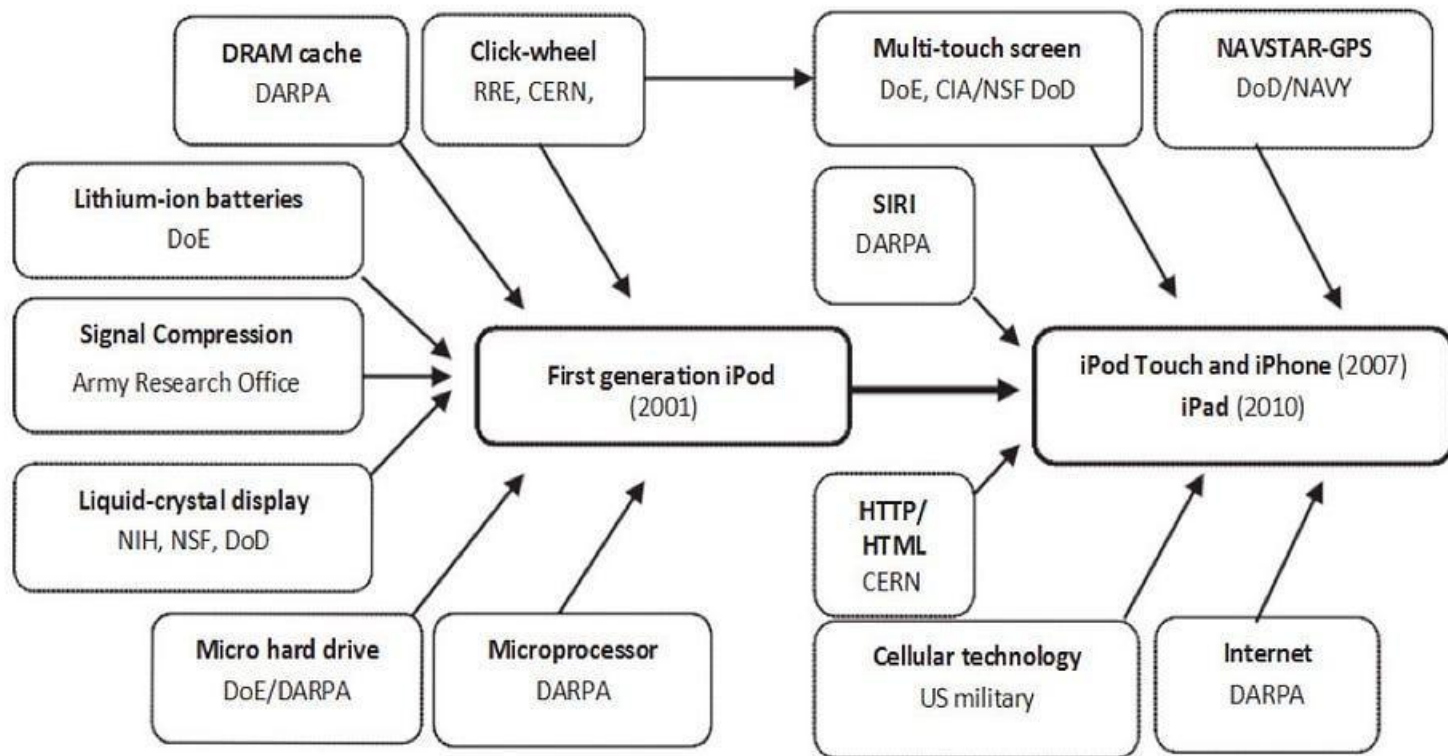 DRAM cache
DARPA
Click-wheel
RRE, CERN,
Multi-touch screen
DoE, CIA/NSF DoD
NAVSTAR-GPS
DoD/NAVY
Lithium-ion batteries
DoE
SIRI
DARPA
Signal Compression
Army Research Office
First generation iPod
(2001)
iPod Touch and iPhone (2007)
iPad (2010)
Liquid-crystal display
NIH, NSF, DoD
HTTP/
HTML
CERN
Micro hard drive
DoE/DARPA
Microprocessor
DARPA
Cellular technology
US military
Internet
DARPA